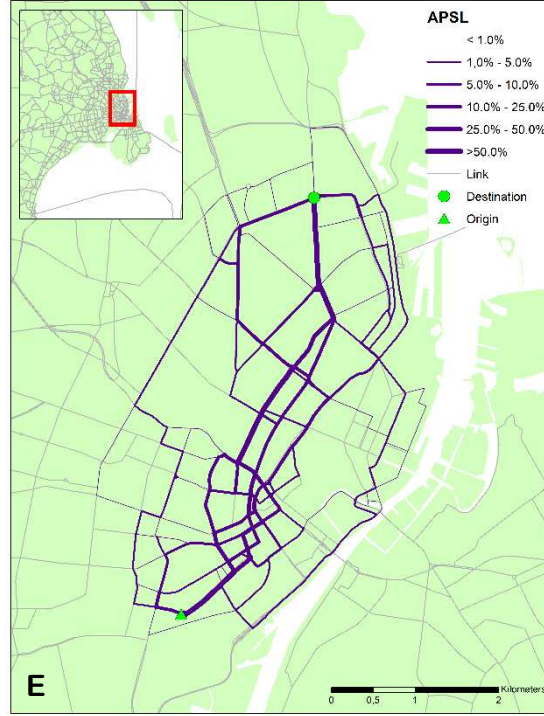 APSL
< 1.0%
1,0% - 5.0%
5.0% - 10.0%
10.0% - 25.0%
25.0% - 50.0%
>50.0%
Link
Destination
Origin
E
Kilometers
0 0,5 1 2